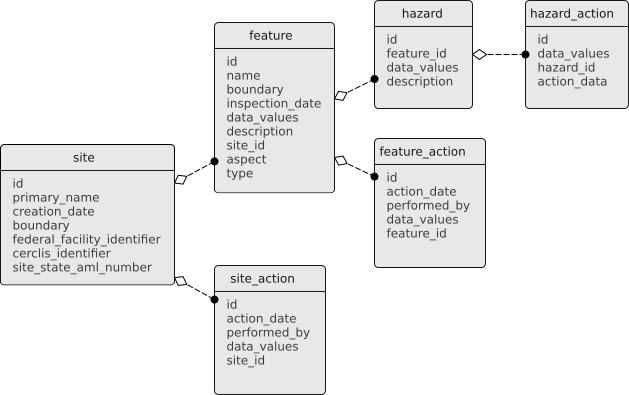 site
id
primary_name
creation_date
boundary
federal_facility_identifier
cerclis_identifier
site_state_aml_number
feature
id
name
boundary
inspection_date
data_values
description
site_id
aspect
type
site_action
id
action_date
performed_by
data_values
site_id
hazard
id
feature_id
data_values
description
feature_action
id
action_date
performed_by
data_values
feature_id
hazard_action
id
data_values
hazard_id
action_data